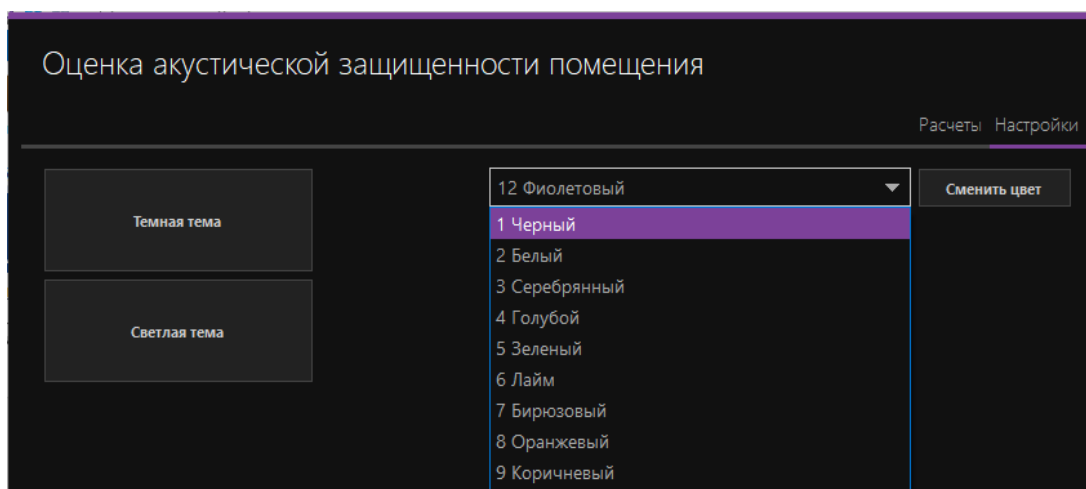 Оценка акустической защищенности помещения
Расчеты Настройки
12 Фиолетовый
Сменить цвет
Темная тема
Светлая тема
1 Черный
2 Белый
3 Серебрянный
4 Голубой
5 Зеленый
6 Лайм
7 Бирюзовый
8 Оранжевый
9 Коричневый